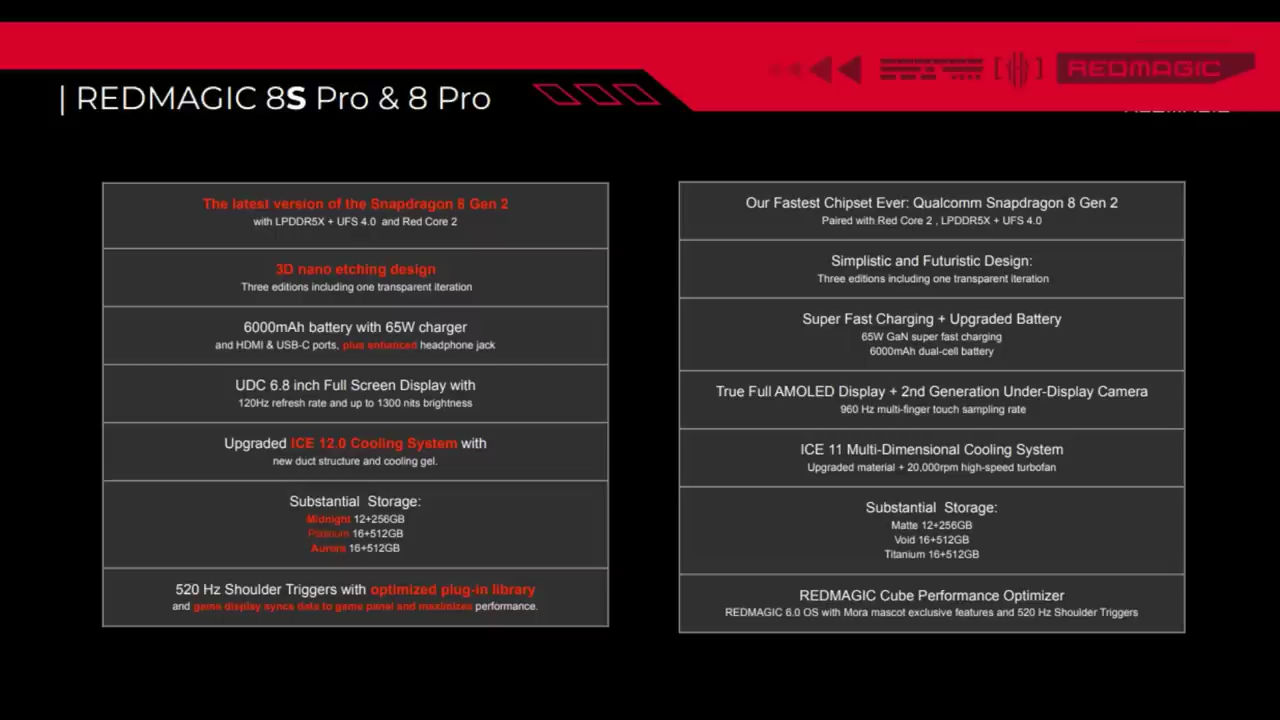 REDMAGIC
| REDMAGIC 8S Pro & 8 Pro
The latest version of the Snapdragon 8 Gen 2
with LPDDR5X + UFS 4.0 and Red Core 2
3D nano etching design
Three editions including one transparent iteration
6000mAh battery with 65W charger
and HDMI & USB-C ports, plus enhanced headphone jack
UDC 6.8 inch Full Screen Display with
120Hz refresh rate and up to 1300 nits brightness
Upgraded ICE 12.0 Cooling System with
new duct structure and cooling gel.
Substantial Storage:
Midnight 12+256GB
Platinum 16+512GB
Aurora 16+512GB
520 Hz Shoulder Triggers with optimized plug-in library
and game display syncs data to game panel and maximizes performance.
Our Fastest Chipset Ever: Qualcomm Snapdragon 8 Gen 2
Paired with Red Core 2 , LPDDR5X + UFS 4.0
Simplistic and Futuristic Design:
Three editions including one transparent iteration
Super Fast Charging + Upgraded Battery
65W GaN super fast charging
6000mAh dual-cell battery
True Full AMOLED Display + 2nd Generation Under-Display Camera
960 Hz multi-finger touch sampling rate
ICE 11 Multi-Dimensional Cooling System
Upgraded material + 20,000rpm high-speed turbofan
Substantial Storage:
Matte 12+256GB
Void 16+512GB
Titanium 16+512GB
REDMAGIC Cube Performance Optimizer
REDMAGIC 6.0 OS with Mora mascot exclusive features and 520 Hz Shoulder Triggers